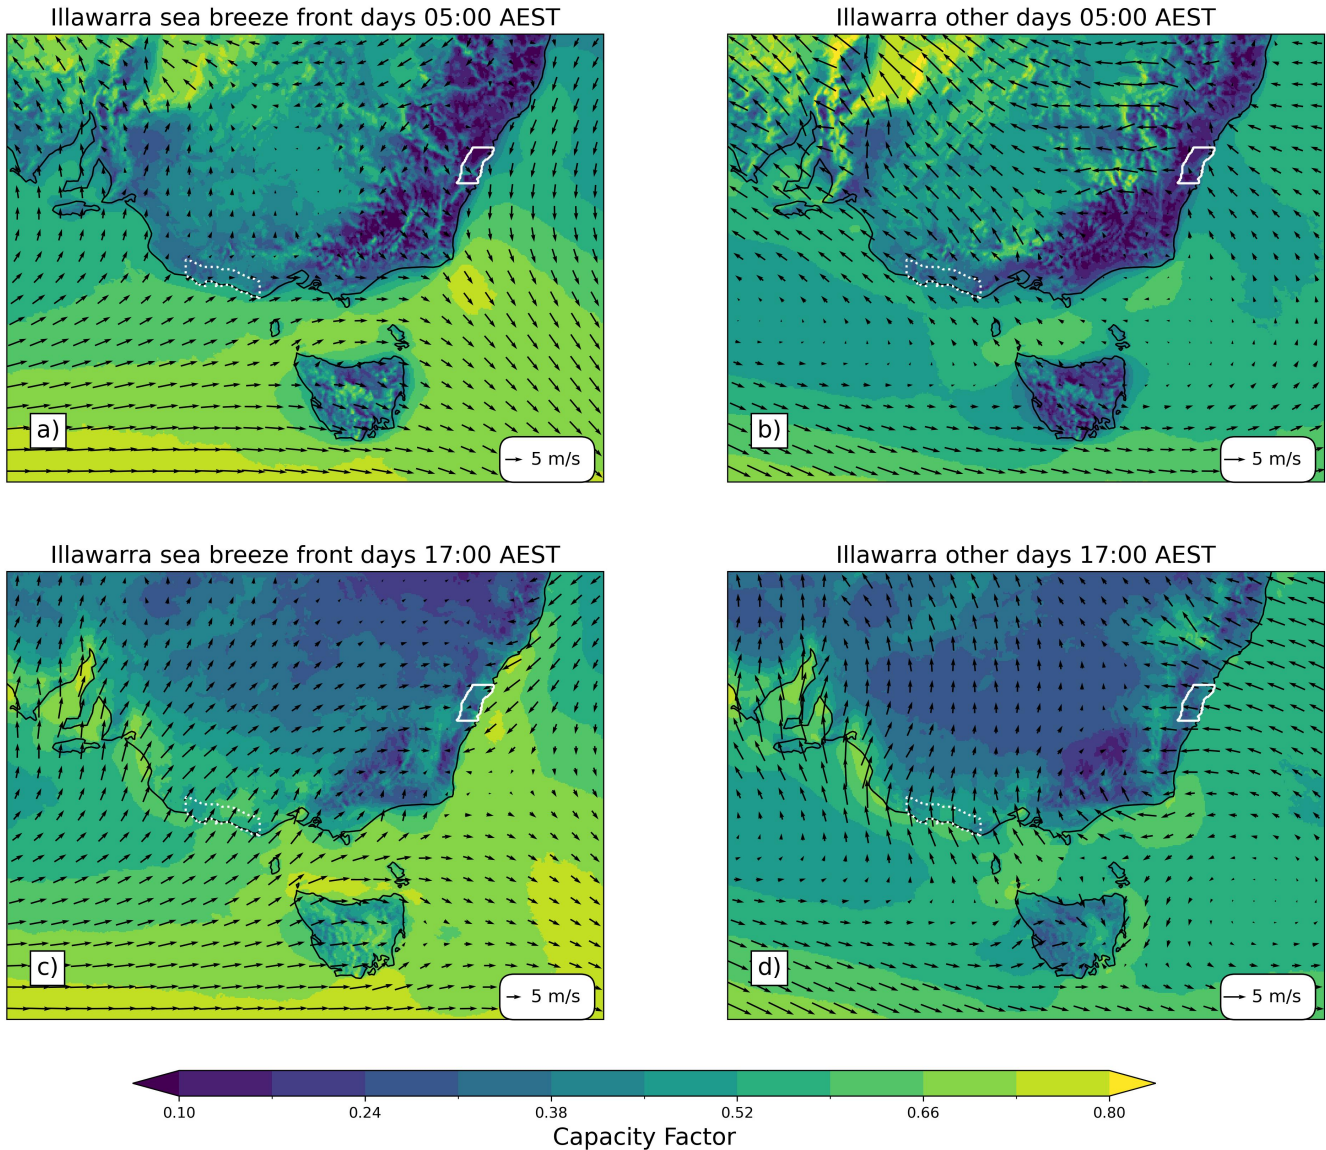 Illawarra sea breeze front days 05:00 AEST
Illawarra other days 05:00 AEST
a)
5 m/s
b)
5 m/s
Illawarra sea breeze front days 17:00 AEST
Illawarra other days 17:00 AEST
c)
5 m/s
d)
5 m/s
0.10 0.24 0.38 0.52 0.66 0.80
Capacity Factor